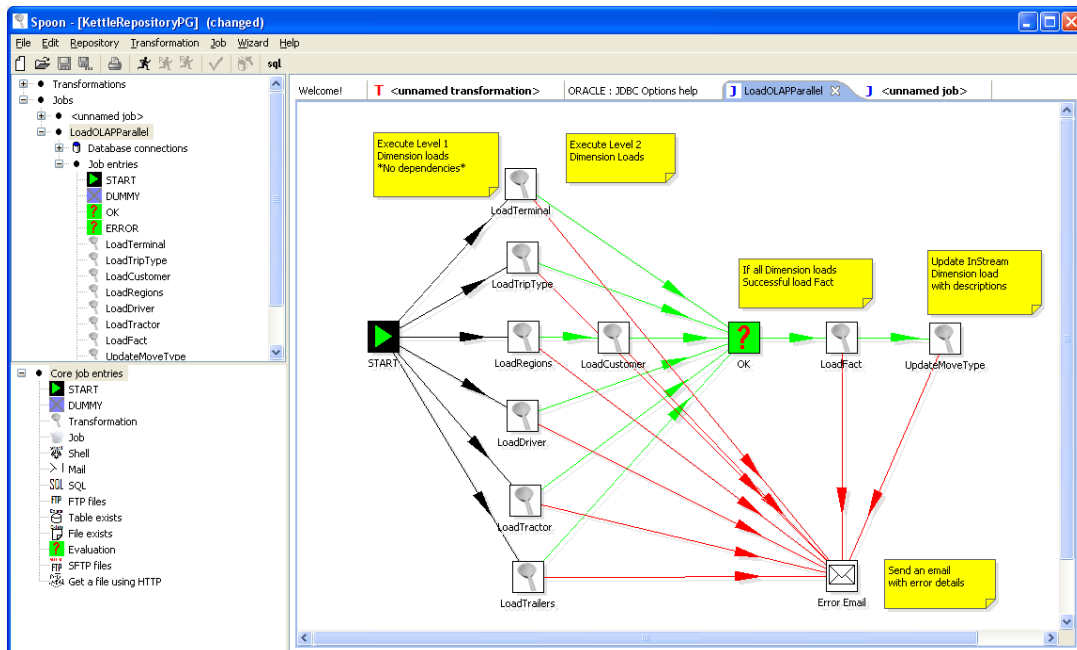 Spoon - [KettleRepositoryPG] (changed)
File Edit Repository Transformation Job Wizard Help
sql
Transformations
Jobs
<unnamed job>
LoadOLAPParallel
Database connections
Job entries
START
DUMMY
OK
ERROR
LoadTerminal
LoadTripType
LoadCustomer
LoadRegions
LoadDriver
LoadTractor
LoadFact
UpdateMoveType
Core job entries
START
DUMMY
Transformation
Job
Shell
Mail
SQL SQL
FTP FTP files
Table exists
File exists
? Evaluation
FTP SFTP files
Get a file using HTTP
Welcome! T <unnamed transformation> ORACLE : JDBC Options help J LoadOLAPParallel J <unnamed job>
Execute Level 1
Dimension loads
*No dependencies*
Execute Level 2
Dimension Loads
LoadTerminal
LoadTripType
If all Dimension loads
Successful load Fact
Update InStream
Dimension load
with descriptions
?
START
LoadRegions
LoadCustomer
OK
LoadFact
UpdateMoveType
LoadDriver
LoadTractor
LoadTrailers
Error Email
Send an email
with error details